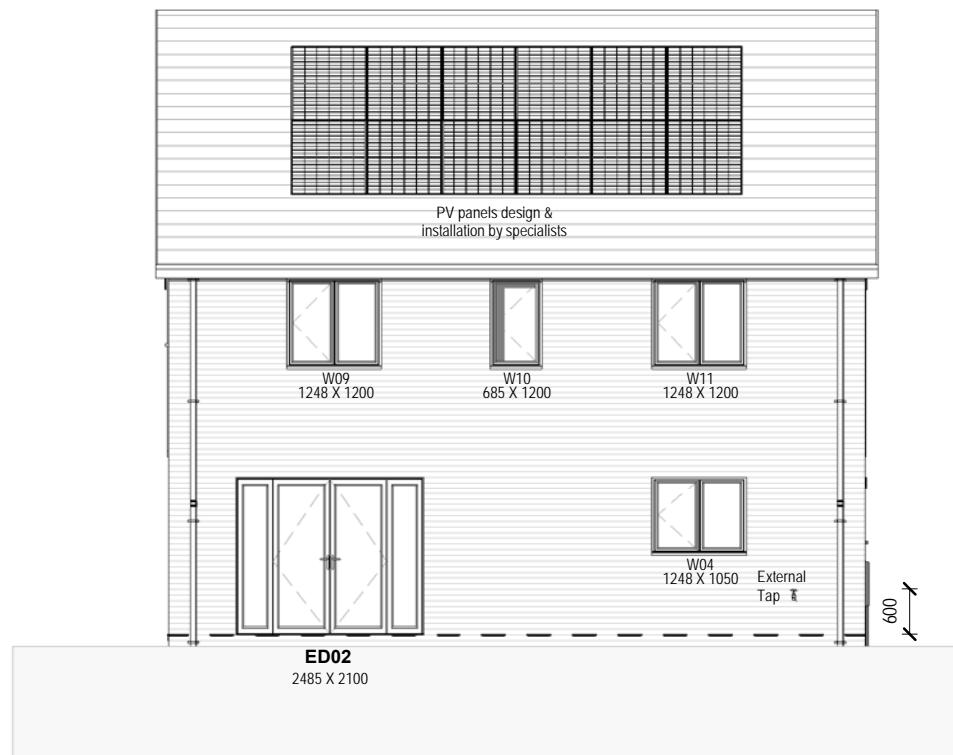 PV panels design &
installation by specialists
W09
1248 X 1200
W10
685 X 1200
W11
1248 X 1200
W04
1248 X 1050
External
Tap
600
ED02
2485 X 2100